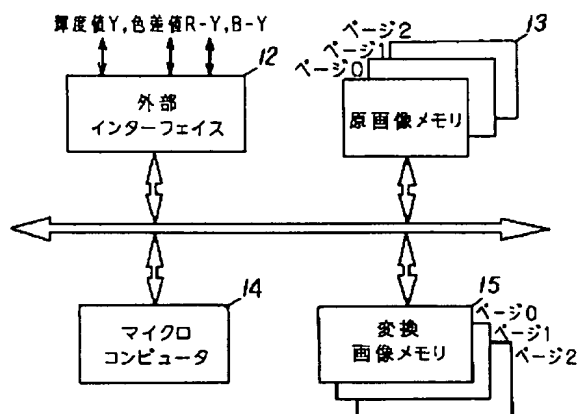 輝度値Y,色差値R-Y,B-Y
12
外部
インターフェイス
ページ2
ページ1
ページ0
13
原画像メモリ
14
マイクロ
コンピュータ
15
変換
画像メモリ
ページ0
ページ1
ページ2